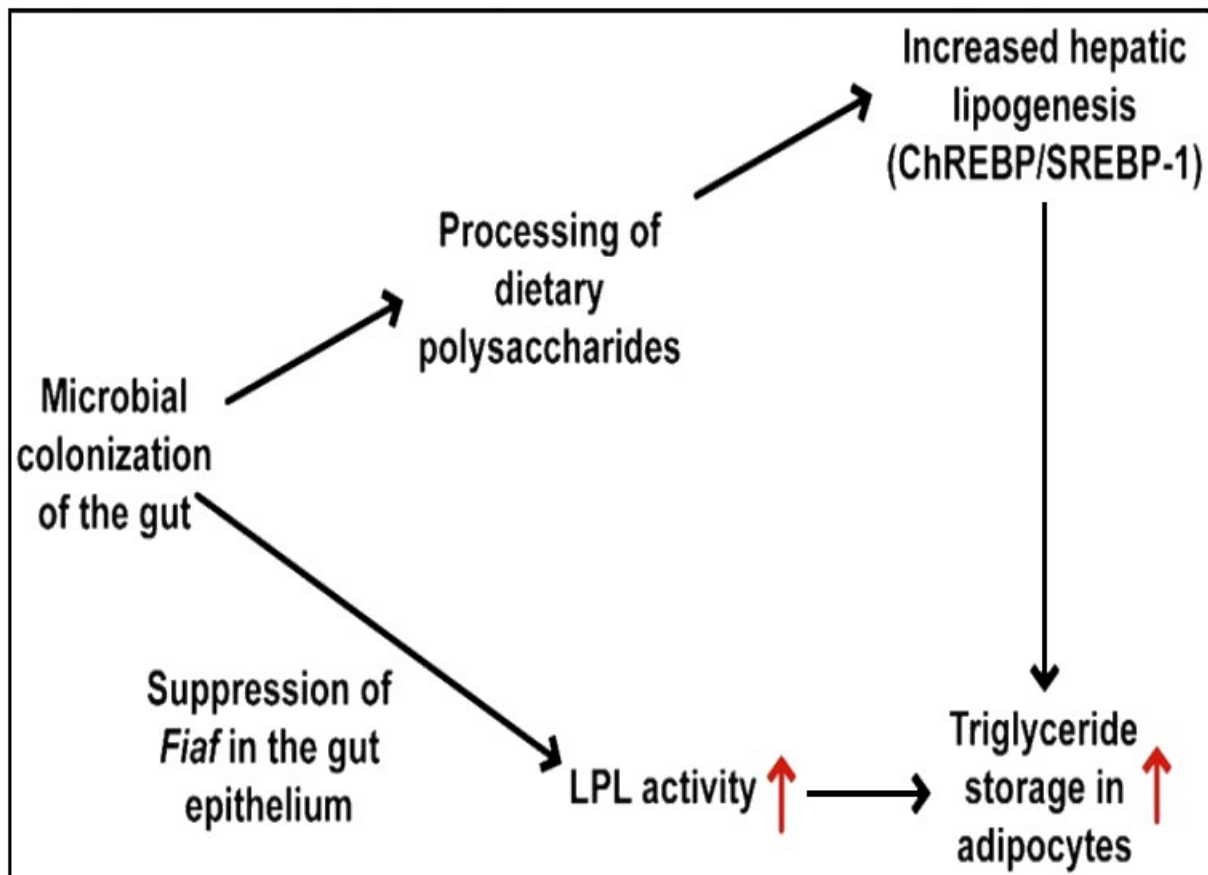 Increased hepatic
lipogenesis
(ChREBP/SREBP-1)
Processing of
dietary
polysaccharides
Microbial
colonization
of the gut
Suppression of
Fiaf in the gut
epithelium
LPL activity
Triglyceride
storage in
adipocytes